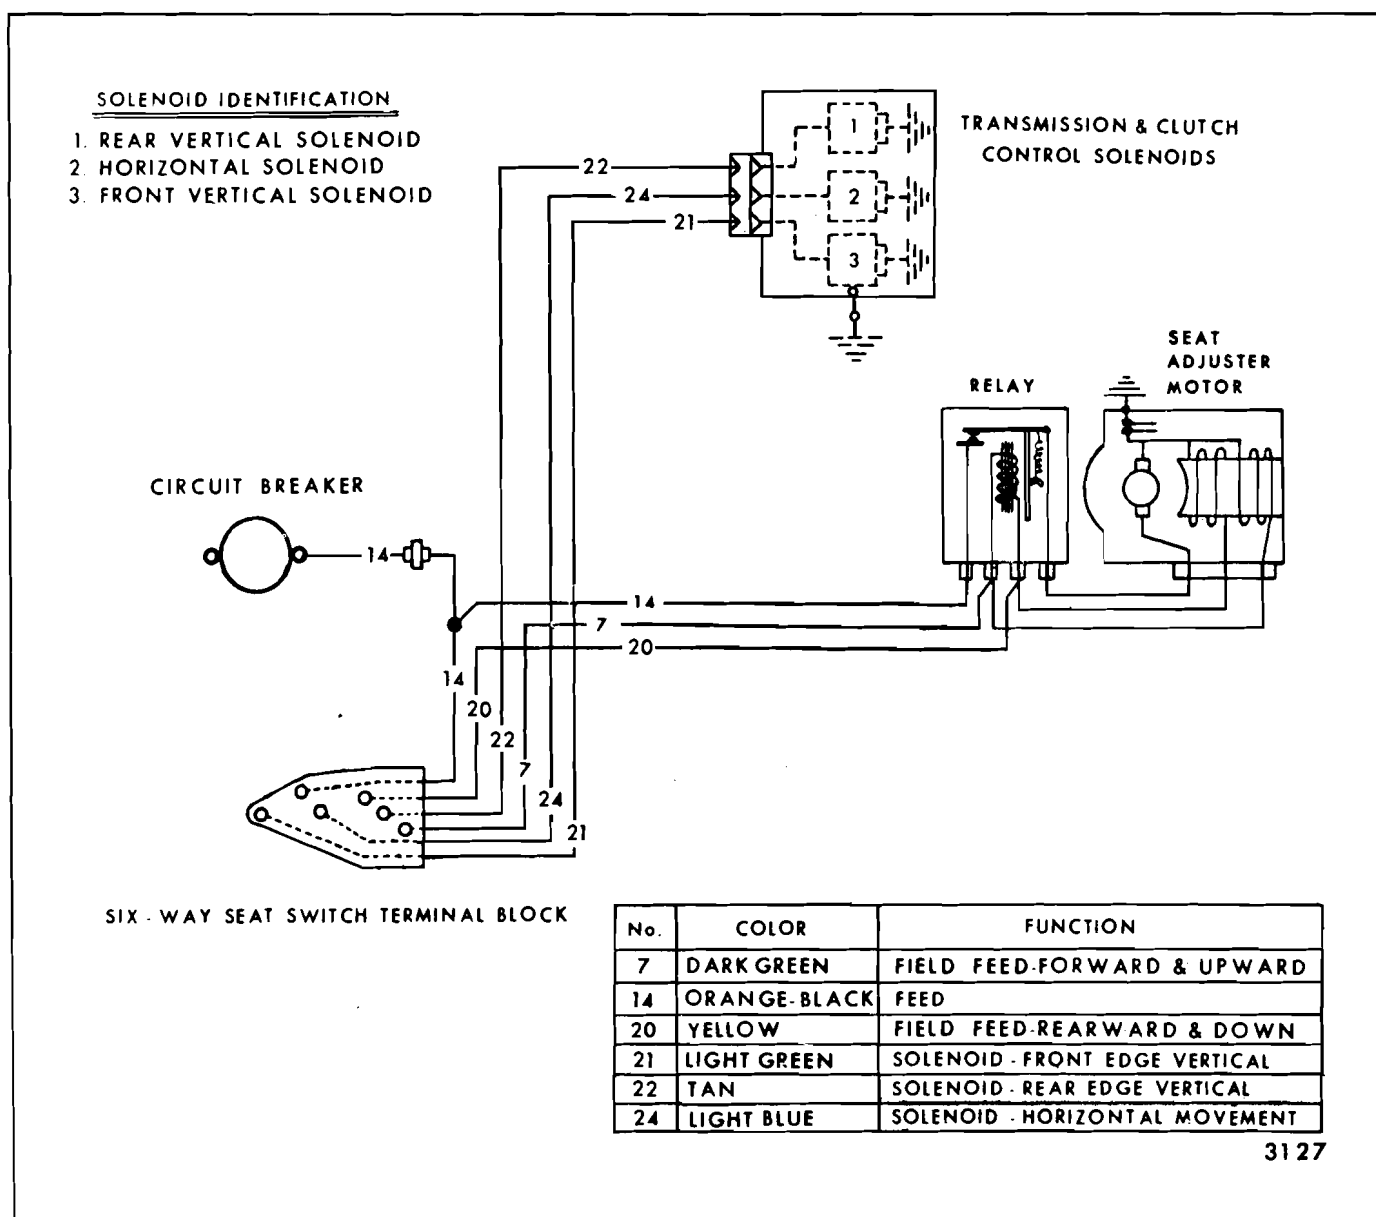 SOLENOID IDENTIFICATION
1. REAR VERTICAL SOLENOID
2. HORIZONTAL SOLENOID
3. FRONT VERTICAL SOLENOID
TRANSMISSION & CLUTCH
CONTROL SOLENOIDS
1
2
3
22
24
21
SEAT
ADJUSTER
MOTOR
RELAY
CIRCUIT BREAKER
14
14
7
20
14
20
22
7
24
21
SIX-WAY SEAT SWITCH TERMINAL BLOCK
No. COLOR FUNCTION
7 DARK GREEN FIELD FEED-FORWARD & UPWARD
14 ORANGE-BLACK FEED
20 YELLOW FIELD FEED-REARWARD & DOWN
21 LIGHT GREEN SOLENOID-FRONT EDGE VERTICAL
22 TAN SOLENOID-REAR EDGE VERTICAL
24 LIGHT BLUE SOLENOID-HORIZONTAL MOVEMENT
3127